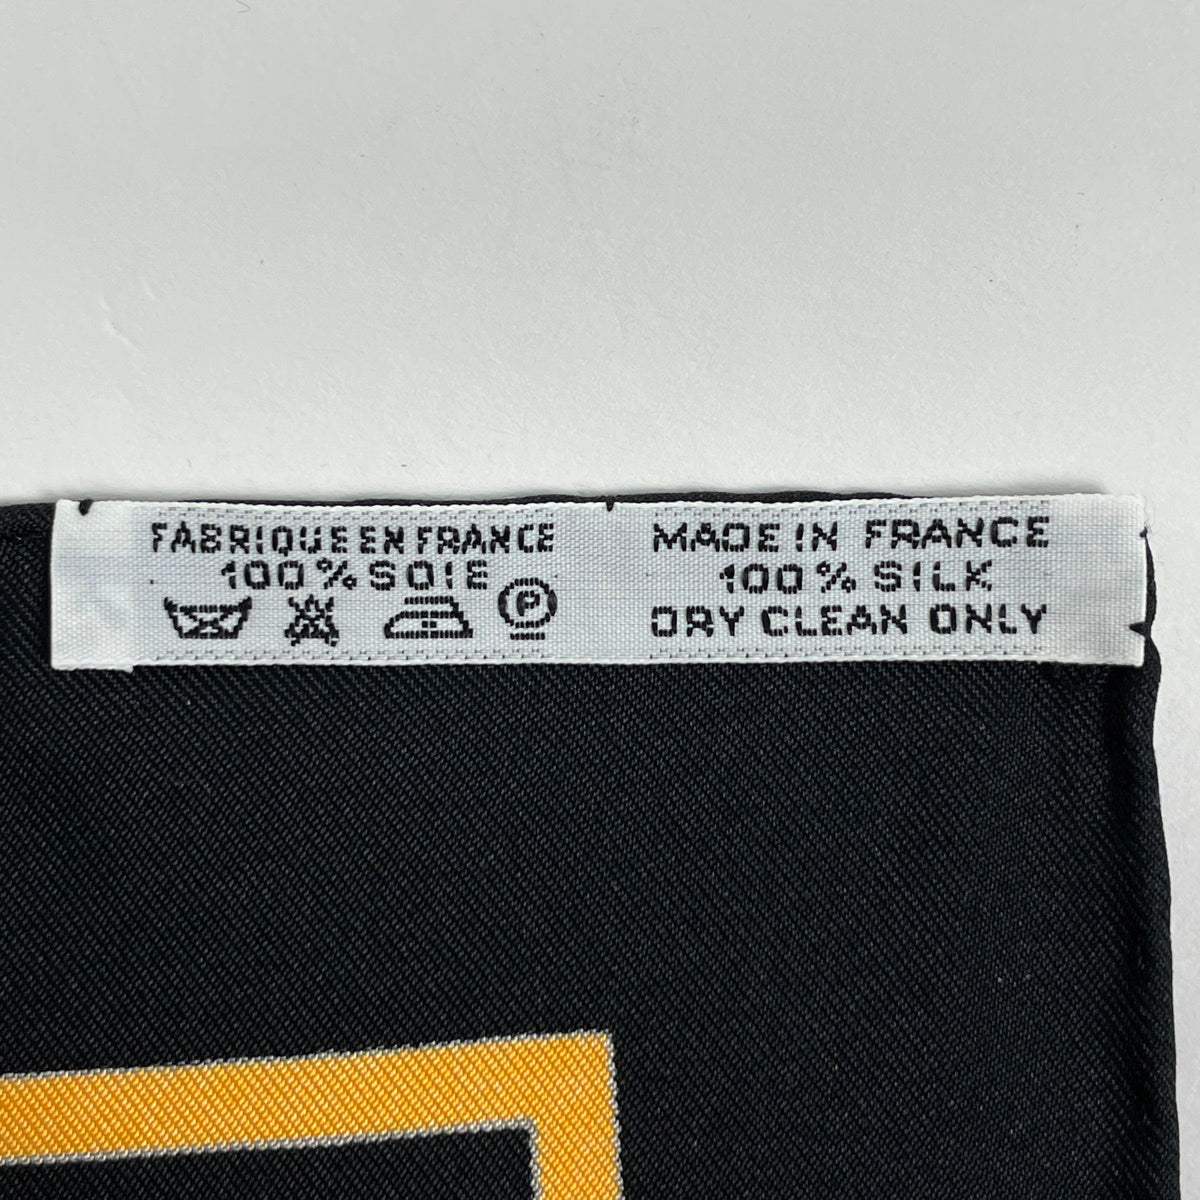 FABRIQUE EN FRANCE
100% SOIE
P
MADE IN FRANCE
100% SILK
DRY CLEAN ONLY